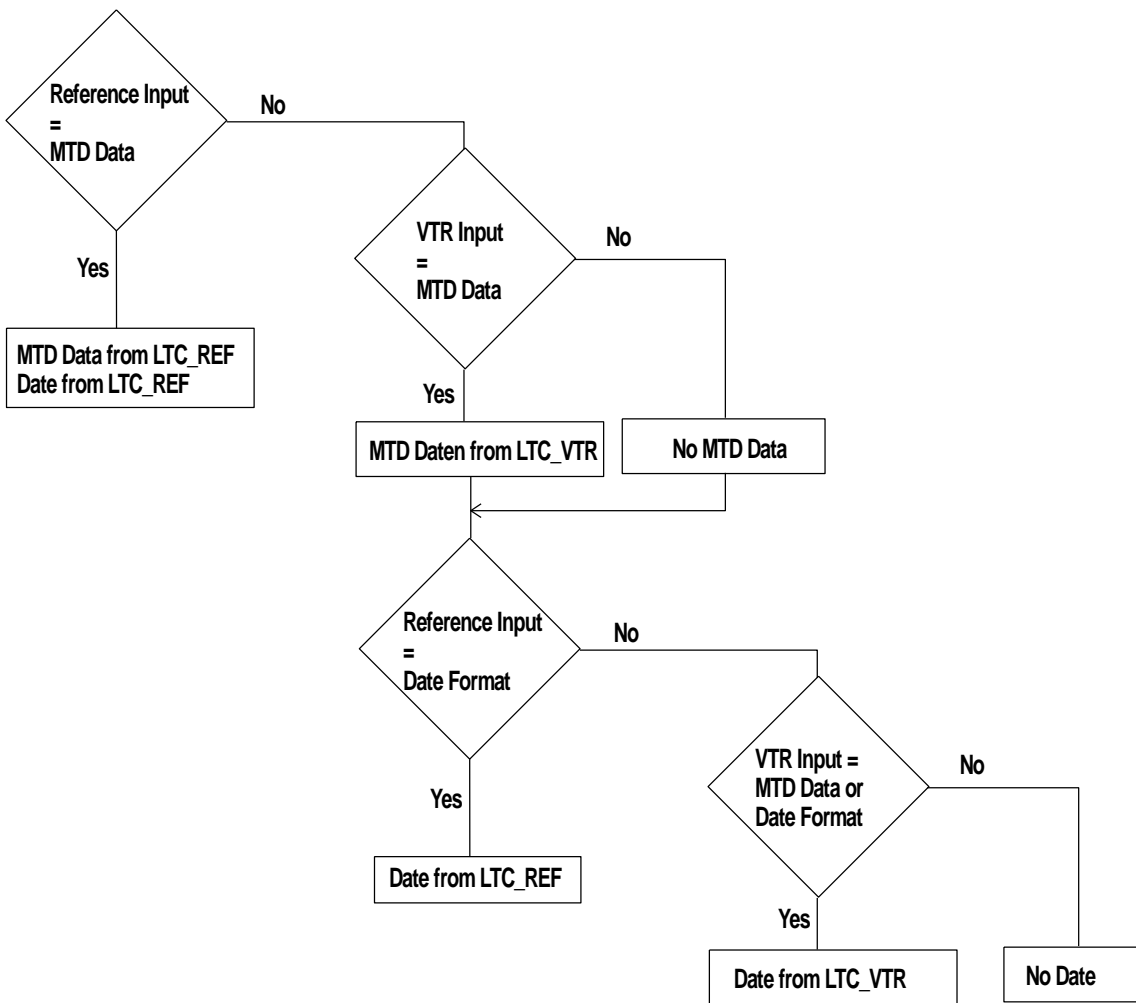 Reference Input
=
MTD Data
No
Yes
MTD Data from LTC_REF
Date from LTC_REF
VTR Input
=
MTD Data
No
Yes
MTD Daten from LTC_VTR
No MTD Data
Reference Input
=
Date Format
No
Yes
Date from LTC_REF
VTR Input =
MTD Data or
Date Format
No
Yes
Date from LTC_VTR
No Date